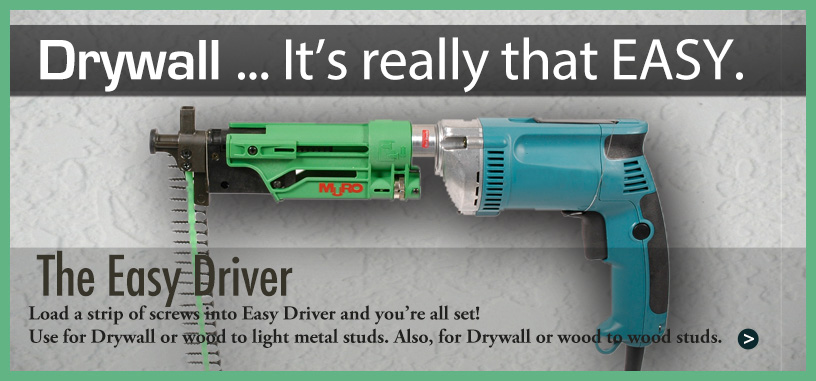 Drywall ... It's really that EASY.
MURO
The Easy Driver
Load a strip of screws into Easy Driver and you're all set!
Use for Drywall or wood to light metal studs. Also, for Drywall or wood to wood studs. >